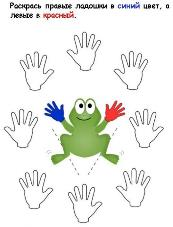 Раскрась правые ладошки в синий цвет, а
левые в красный.